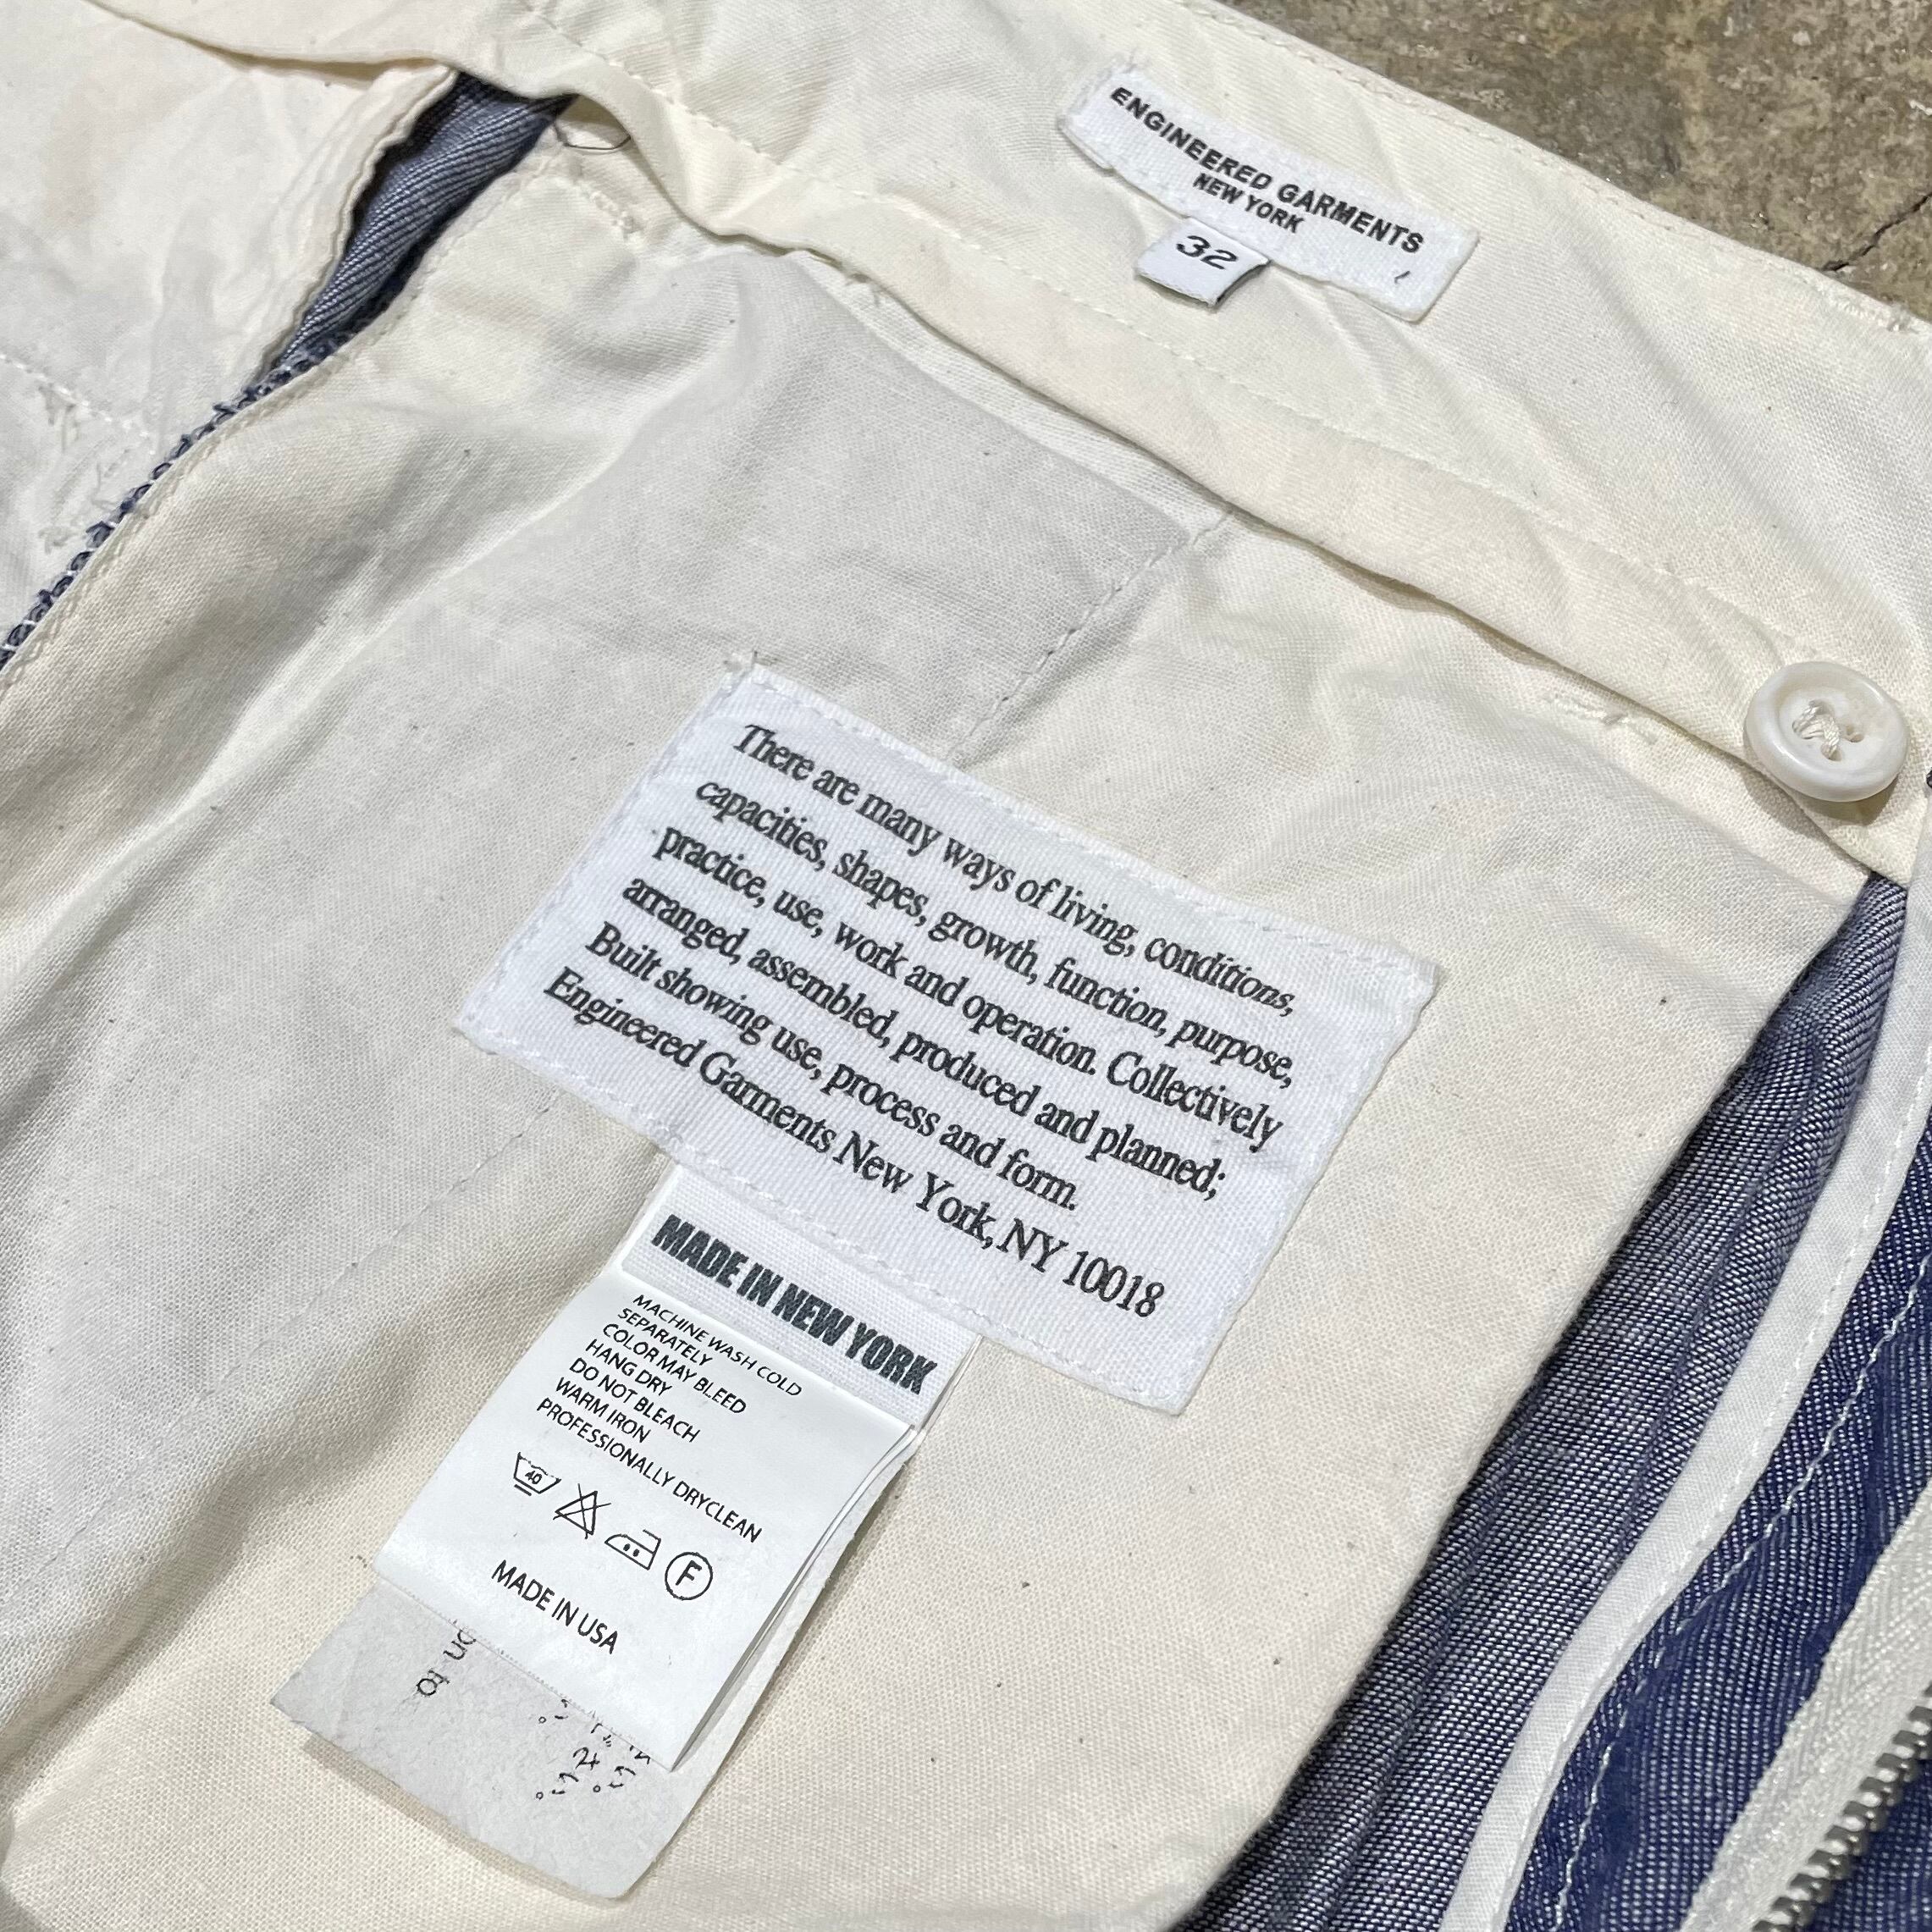 ENGINEERED GARMENTS
NEW YORK
32
There are many ways of living, conditions,
capacities, shapes, growth, function, purpose,
practice, use, work and operation. Collectively
arranged, assembled, produced and planned;
Built showing use, process and form.
Engineered Garments New York, NY 10018
MADE IN NEW YORK
MACHINE WASH COLD
SEPARATELY
COLOR MAY BLEED
HANG DRY
DO NOT BLEACH
WARM IRON
PROFESSIONALLY DRYCLEAN
40
F
MADE IN USA